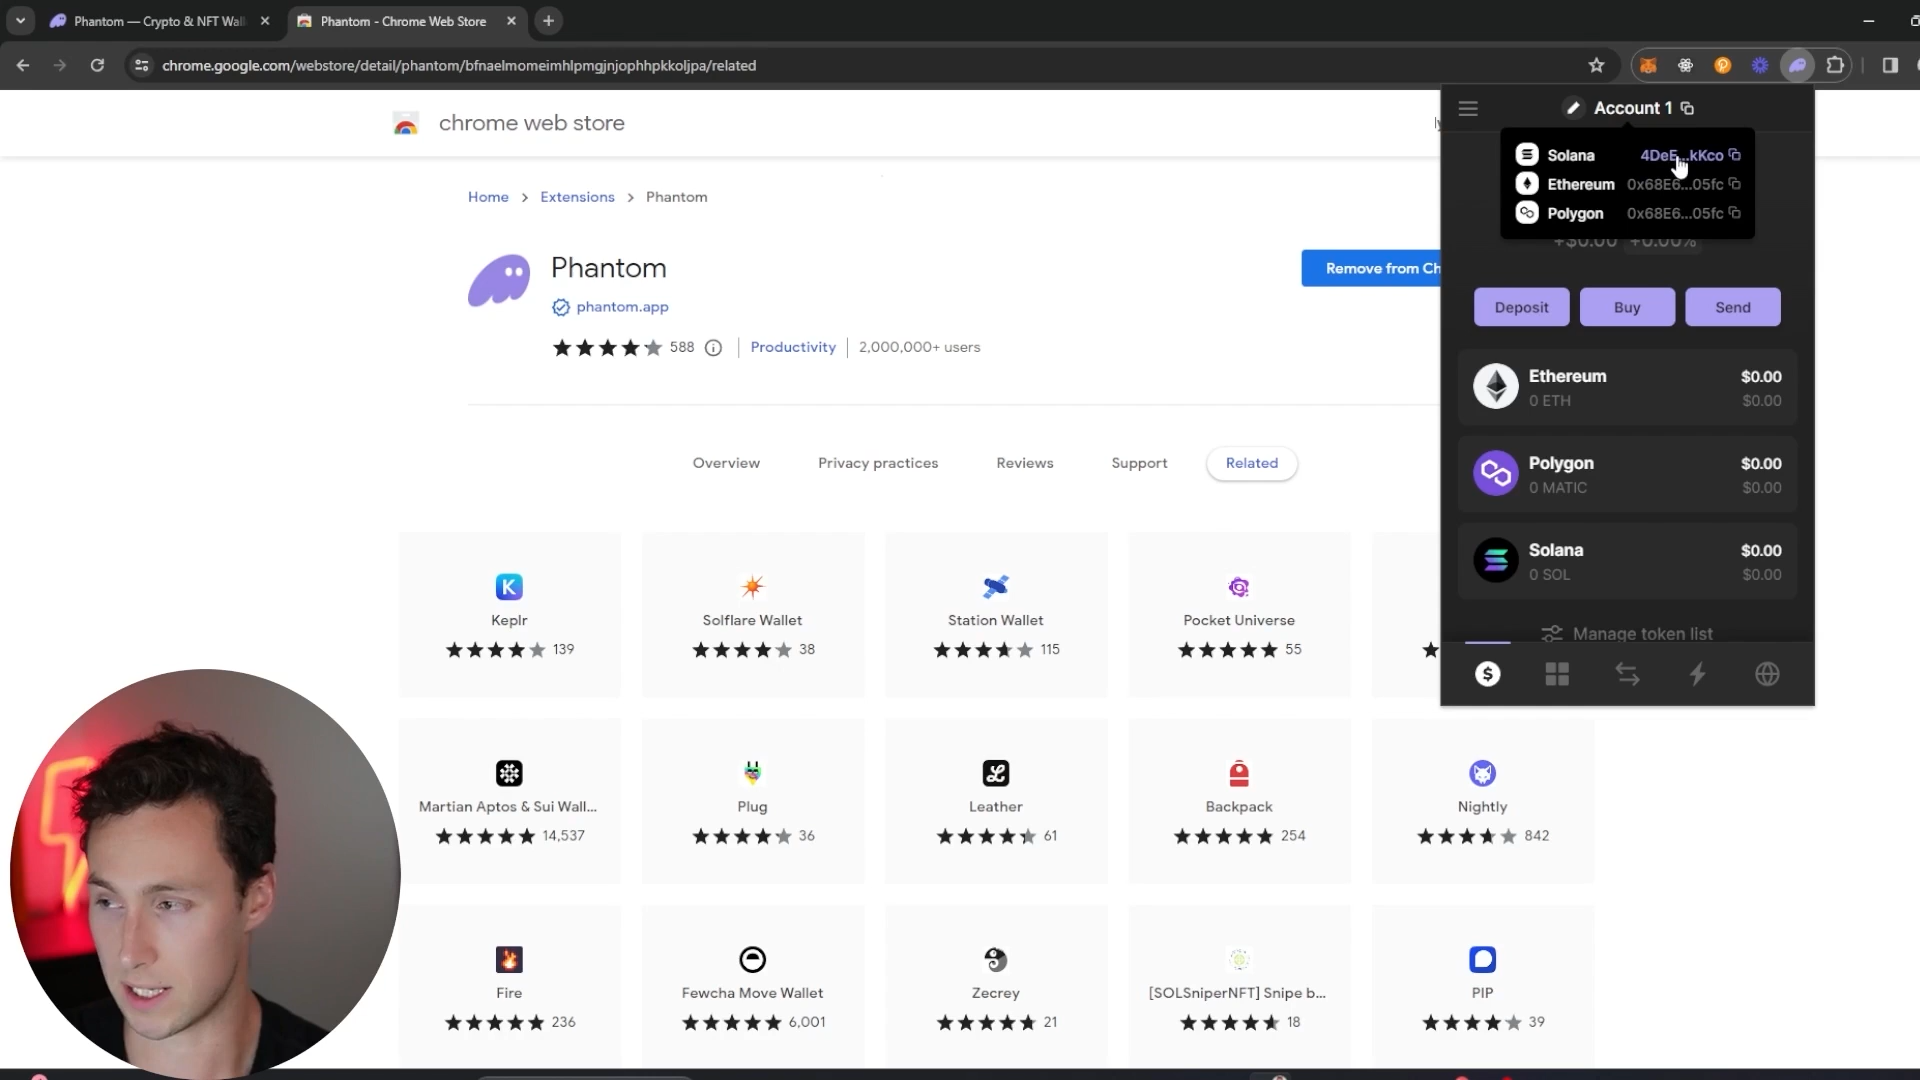 Phantom — Crypto & NFT Wall
Phantom - Chrome Web Store
chrome.google.com/webstore/detail/phantom/bfnaelmomeimhlpmgjnjophhpkkoljpa/related
chrome web store
Home > Extensions > Phantom
Phantom
phantom.app
588 Productivity 2,000,000+ users
Remove from Ch
Overview Privacy practices Reviews Support Related
Keplr
139
Solflare Wallet
38
Station Wallet
115
Pocket Universe
55
Martian Aptos & Sui Wall...
14,537
Plug
36
Leather
61
Backpack
254
Nightly
842
Fire
236
Fewcha Move Wallet
6,001
Zecrey
21
[SOLSniperNFT] Snipe b...
18
PIP
39
Account 1
Solana 4DeE...kKco
Ethereum 0x68E6...05fc
Polygon 0x68E6...05fc
+$0.00 +0.00%
Deposit Buy Send
Ethereum $0.00
0 ETH $0.00
Polygon $0.00
0 MATIC $0.00
Solana $0.00
0 SOL $0.00
Manage token list